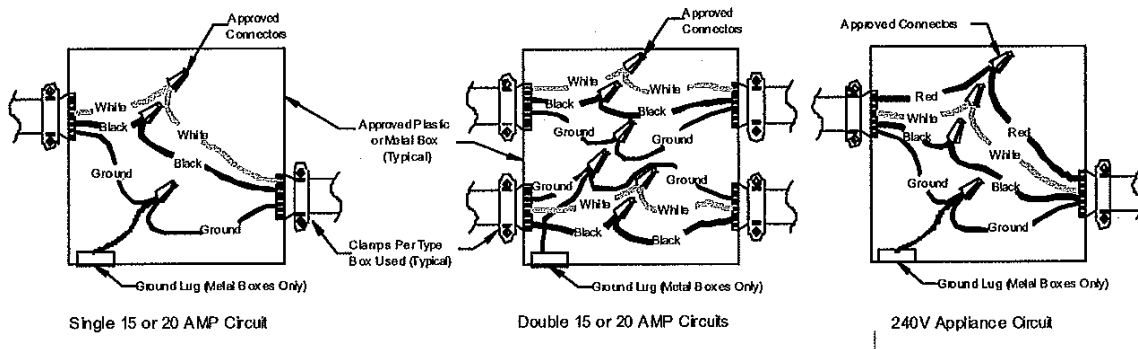 Approved
Connectors
White
Black
White
Black
Ground
Ground
Ground Lug (Metal Boxes Only)
Single 15 or 20 AMP Circuit
Approved Plastic
or Metal Box
(Typical)
Clamps Per Type
Box Used (Typical)
Approved
Connectors
White
White
Black
Black
Ground
Ground
Ground
Ground
White
White
Black
Black
Ground Lug (Metal Boxes Only)
Double 15 or 20 AMP Circuits
Approved Connectors
Red
White
Black
Red
White
Ground
Black
Ground
Ground Lug (Metal Boxes Only)
240V Appliance Circuit